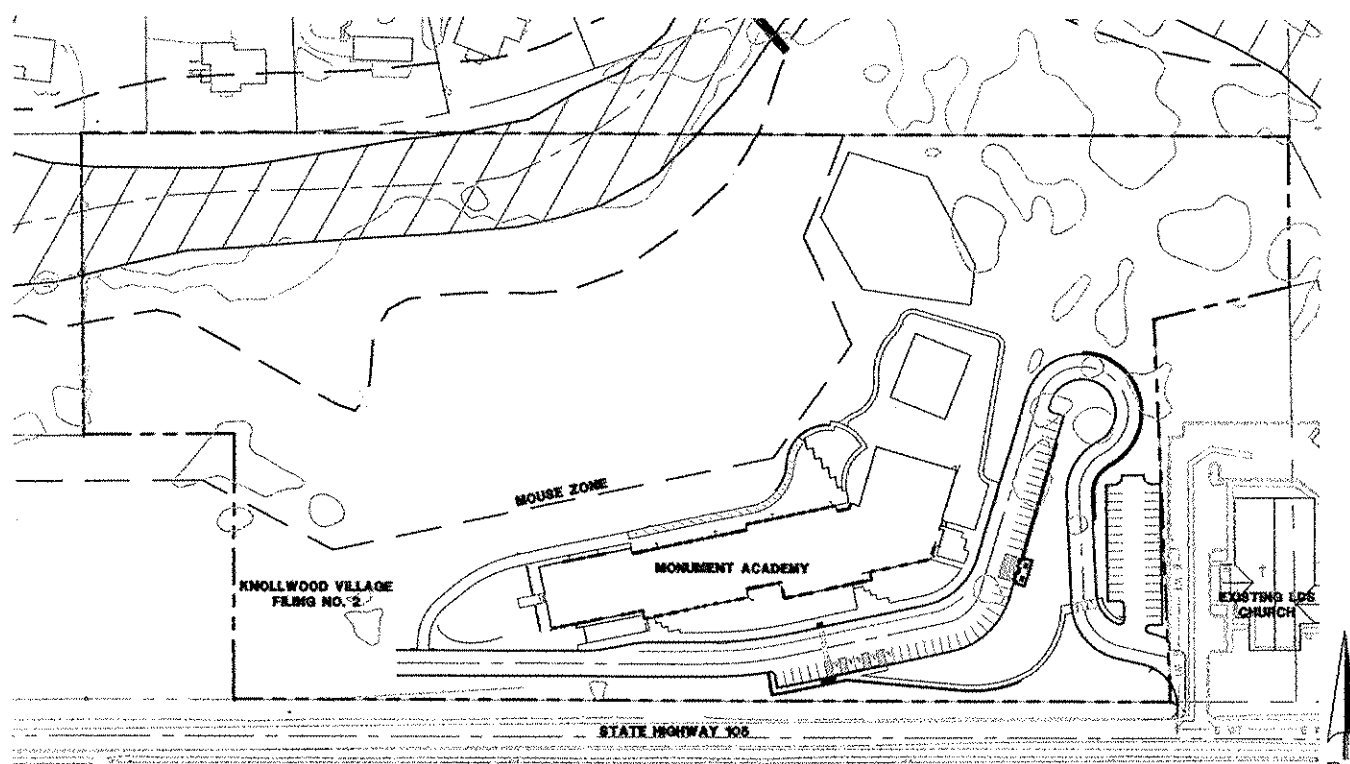 MOUSE ZONE
MONUMENT ACADEMY
KNOLLWOOD VILLAGE
FILING NO. 2
EXISTING LDS
CHURCH
STATE HIGHWAY 105